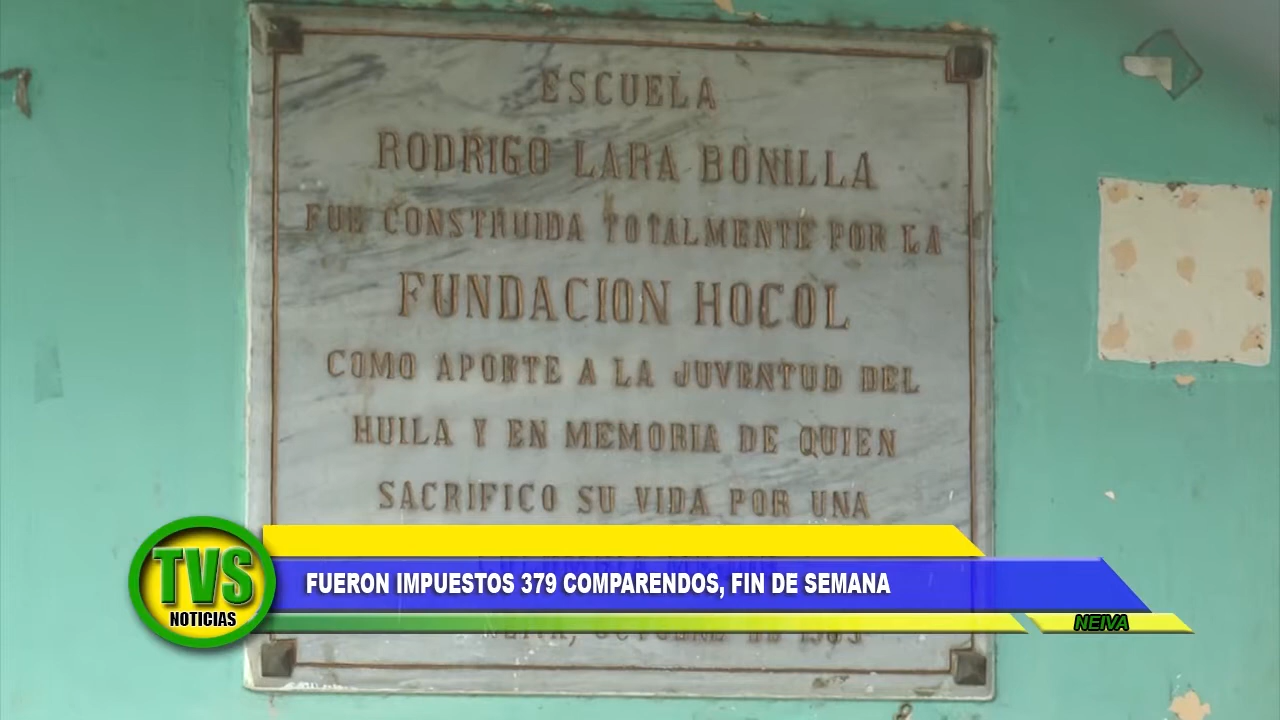 ESCUELA
RODRIGO LARA BONILLA
FUE CONSTRUIDA TOTALMENTE POR LA
FUNDACION HOCOL
COMO APORTE A LA JUVENTUD DEL
HUILA Y EN MEMORIA DE QUIEN
SACRIFICO SU VIDA POR UNA
TVS
NOTICIAS
FUERON IMPUESTOS 379 COMPARENDOS, FIN DE SEMANA
NEIVA